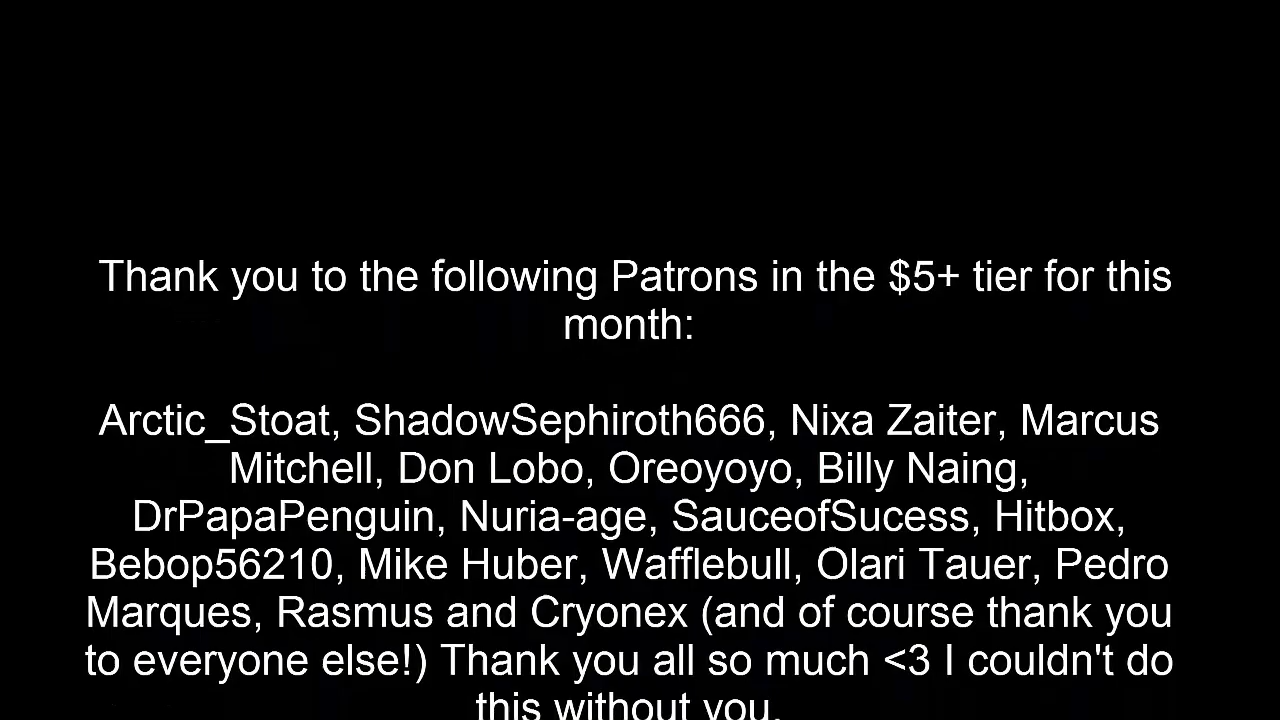 Thank you to the following Patrons in the $5+ tier for this
month:
Arctic_Stoat, ShadowSephiroth666, Nixa Zaiter, Marcus
Mitchell, Don Lobo, Oreoyoyo, Billy Naing,
DrPapaPenguin, Nuria-age, SauceofSucess, Hitbox,
Bebop56210, Mike Huber, Wafflebull, Olari Tauer, Pedro
Marques, Rasmus and Cryonex (and of course thank you
to everyone else!) Thank you all so much <3 I couldn't do
this without you.